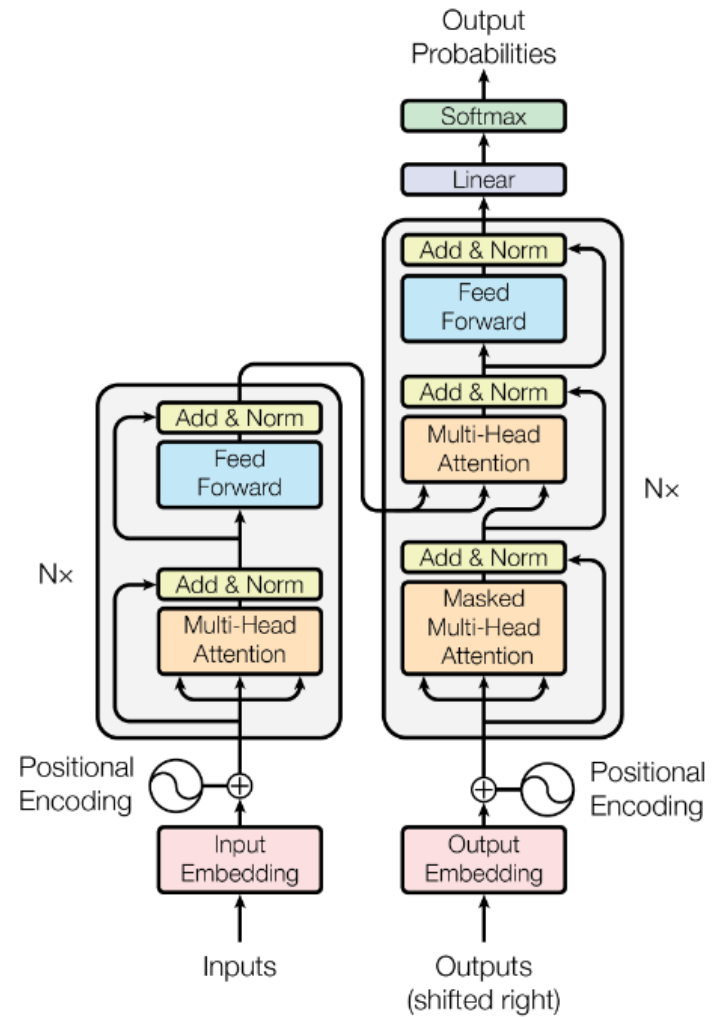 Output
Probabilities
Softmax
Linear
Add & Norm
Feed
Forward
Add & Norm
Multi-Head
Attention
Nx
Add & Norm
Masked
Multi-Head
Attention
Add & Norm
Feed
Forward
Nx
Add & Norm
Multi-Head
Attention
Positional
Encoding
Positional
Encoding
Input
Embedding
Output
Embedding
Inputs
Outputs
(shifted right)